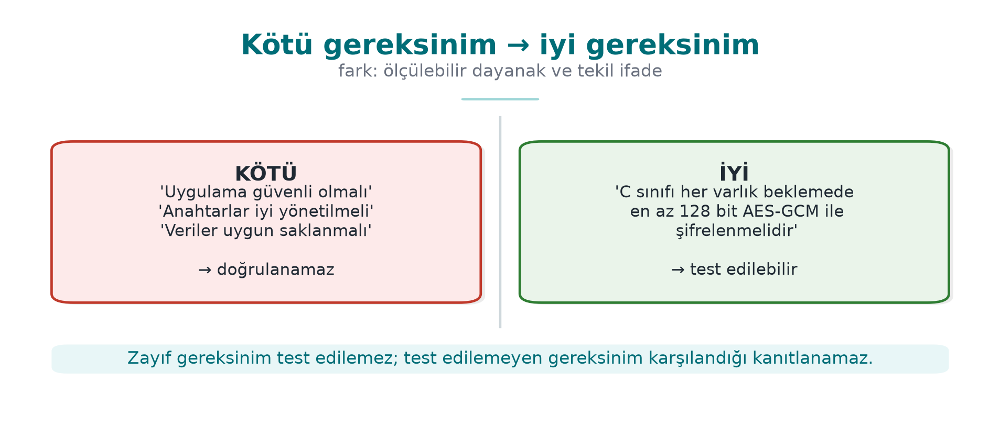 Kötü gereksinim → iyi gereksinim
fark: ölçülebilir dayanak ve tekil ifade
KÖTÜ
'Uygulama güvenli olmalı'
'Anahtarlar iyi yönetilmeli'
'Veriler uygun saklanmalı'
→ doğrulanamaz
İYİ
'C sınıfı her varlık beklemede
en az 128 bit AES-GCM ile
şifrelenmelidir'
→ test edilebilir
Zayıf gereksinim test edilemez; test edilemeyen gereksinim karşılandığı kanıtlanamaz.